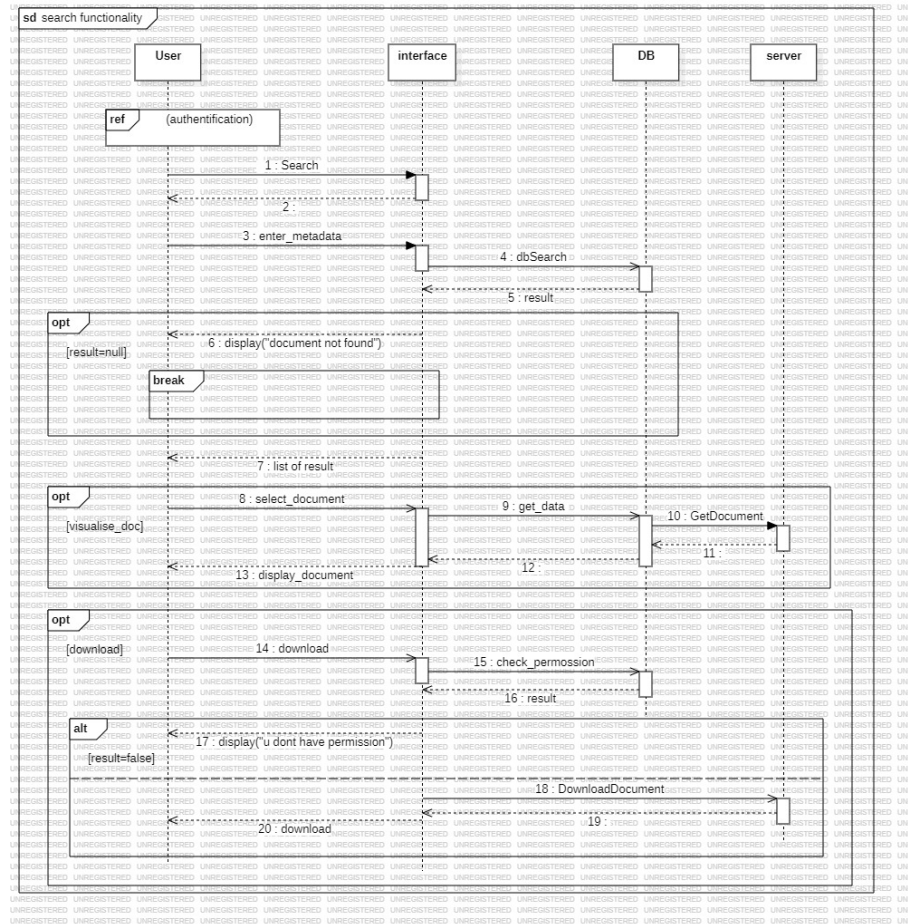 sd search functionality
User
interface
DB
server
ref
(authentification)
1 : Search
2 :
3 : enter_metadata
4 : dbSearch
5 : result
opt
6 : display("document not found")
[result=null]
break
7 : list of result
opt
8 : select_document
9 : get_data
10 : GetDocument
[visualise_doc]
11 :
12 :
13 : display_document
opt
[download]
14 : download
15 : check_permossion
16 : result
alt
17 : display("u dont have permission")
[result=false]
18 : DownloadDocument
19 :
20 : download
UNREGISTERED